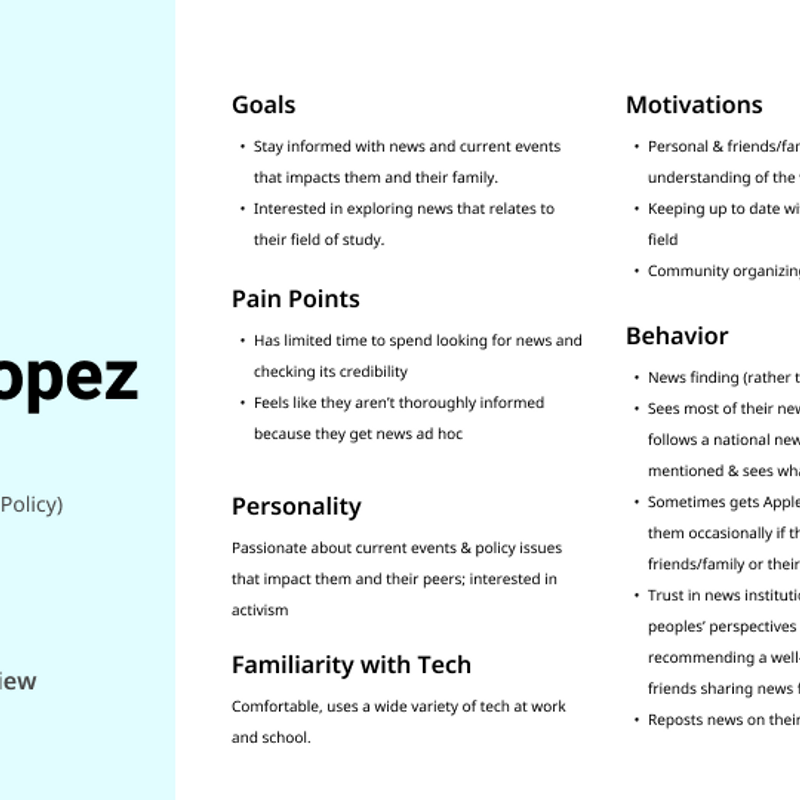 opez
Policy)
iew
Goals
• Stay informed with news and current events
that impacts them and their family.
• Interested in exploring news that relates to
their field of study.
Pain Points
• Has limited time to spend looking for news and
checking its credibility
• Feels like they aren't thoroughly informed
because they get news ad hoc
Personality
Passionate about current events & policy issues
that impact them and their peers; interested in
activism
Familiarity with Tech
Comfortable, uses a wide variety of tech at work
and school.
Motivations
• Personal & friends/fa
understanding of the
• Keeping up to date wi
field
• Community organizing
Behavior
• News finding (rather t
• Sees most of their new
follows a national new
mentioned & sees wha
• Sometimes gets Apple
them occasionally if th
friends/family or their
• Trust in news instituti
peoples' perspectives
recommending a well-
friends sharing news f
• Reposts news on their